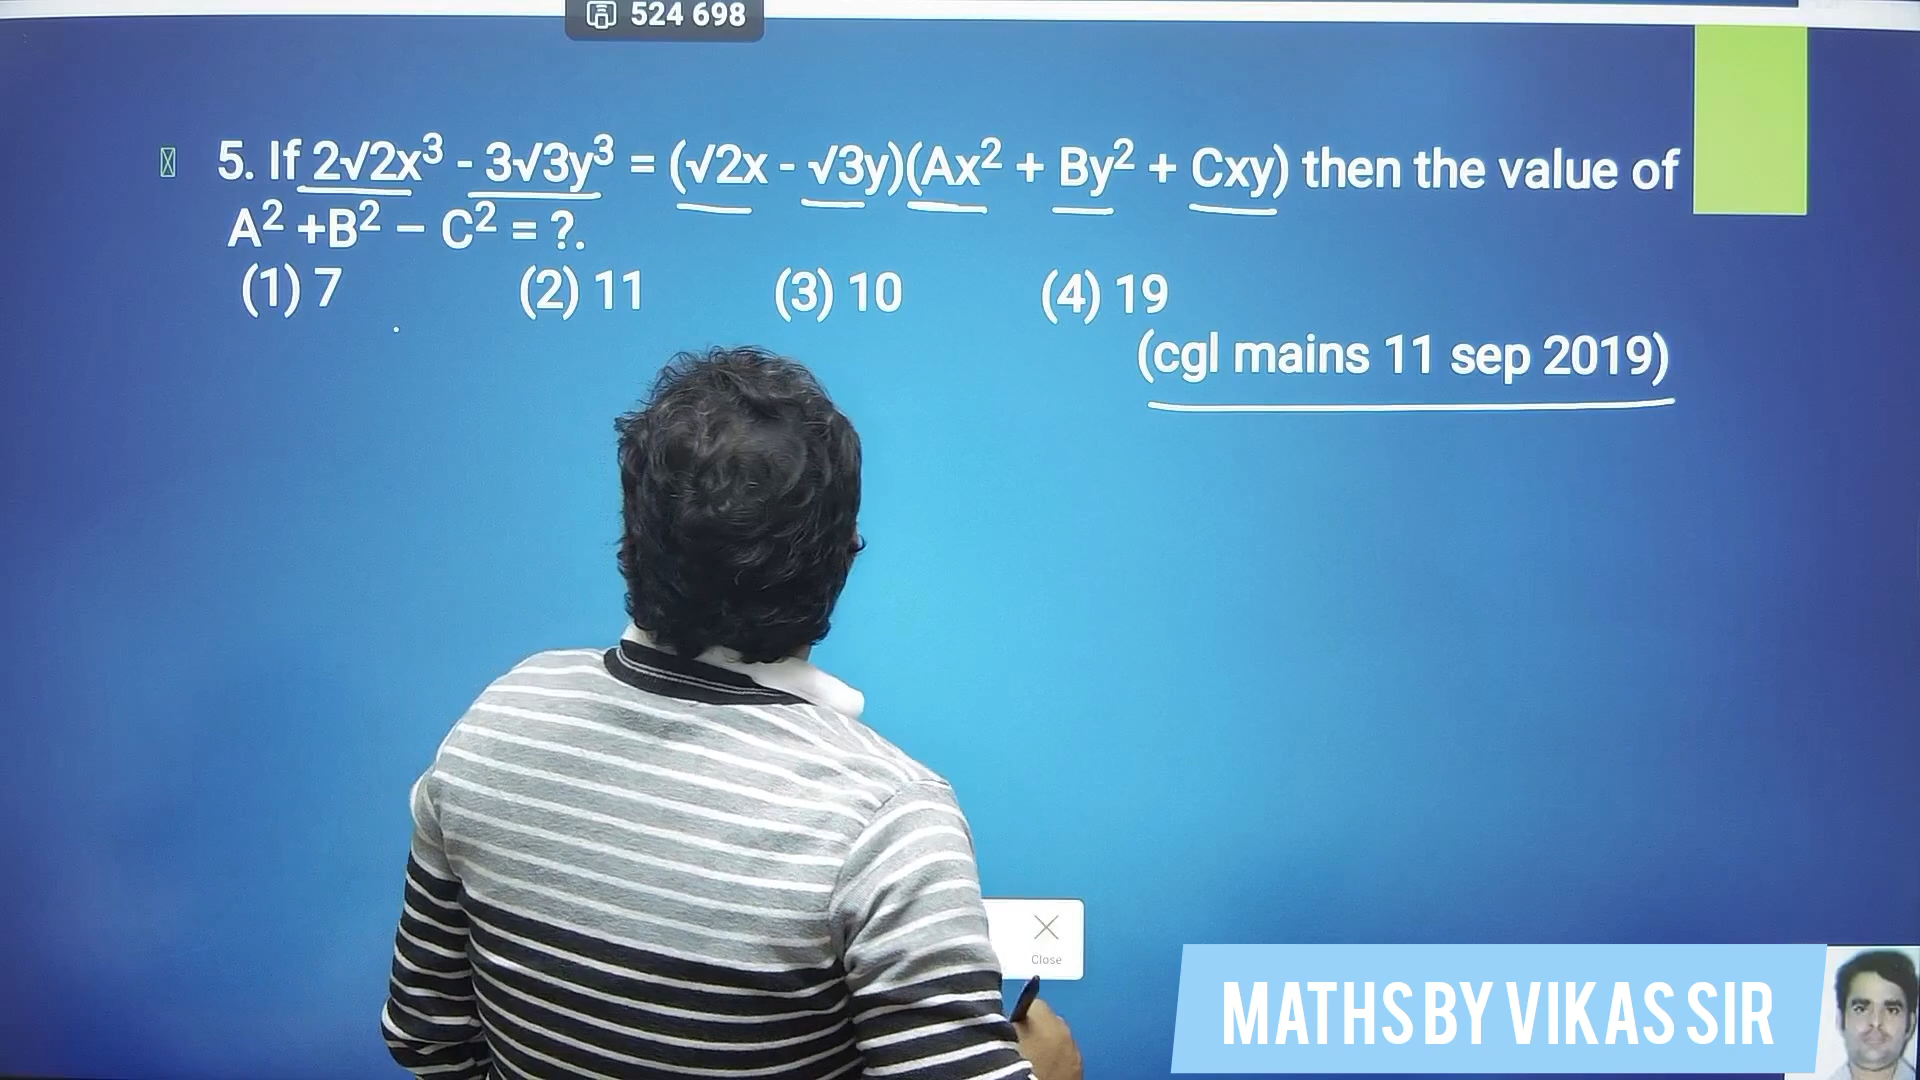 524 698
5. If 2√2x³ - 3√3y³ = (√2x - √3y)(Ax² + By² + Cxy) then the value of
A² +B² – C² = ?.
(1) 7 (2) 11 (3) 10 (4) 19
(cgl mains 11 sep 2019)
Close
MATHS BY VIKAS SIR